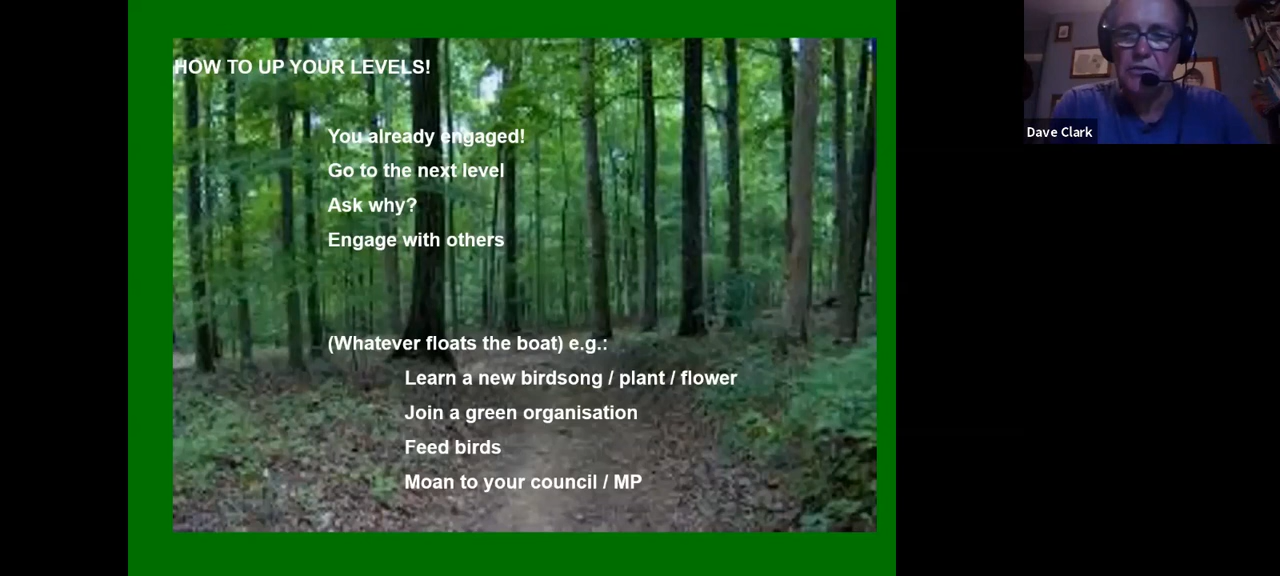 HOW TO UP YOUR LEVELS!
You already engaged!
Go to the next level
Ask why?
Engage with others
(Whatever floats the boat) e.g.:
Learn a new birdsong / plant / flower
Join a green organisation
Feed birds
Moan to your council / MP
Dave Clark